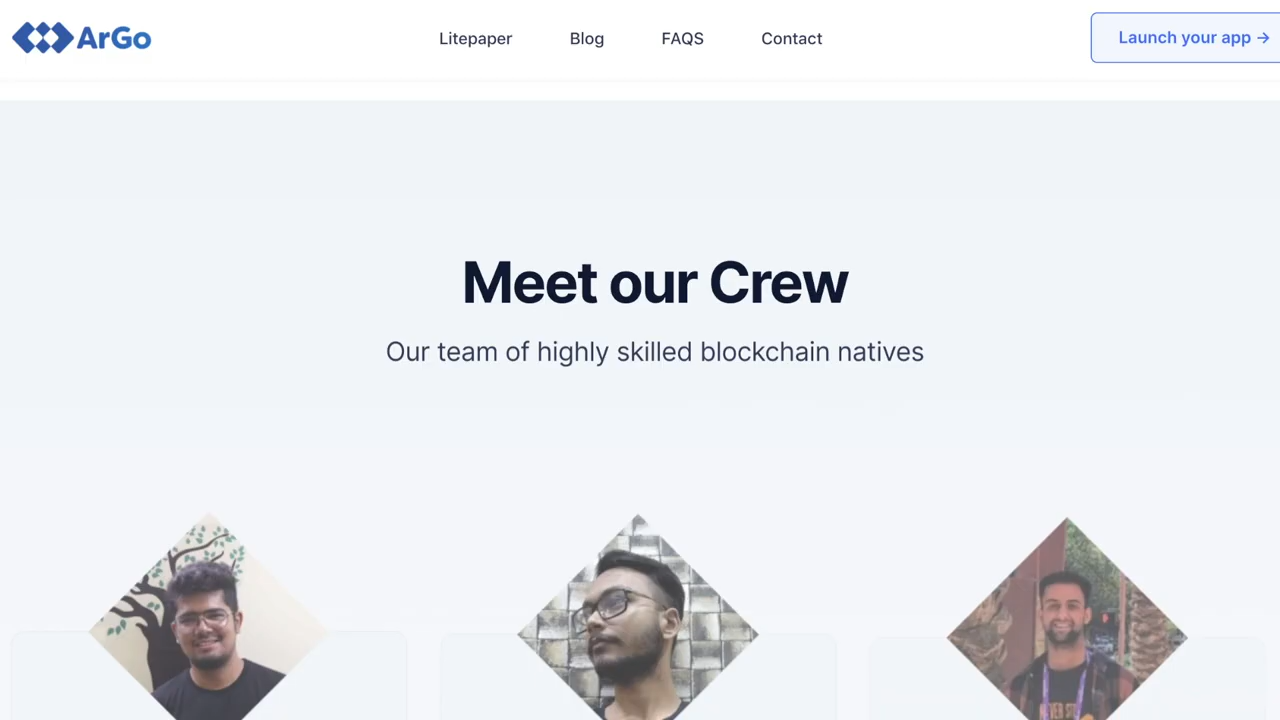 ArGo
Litepaper
Blog
FAQS
Contact
Launch your app →
Meet our Crew
Our team of highly skilled blockchain natives